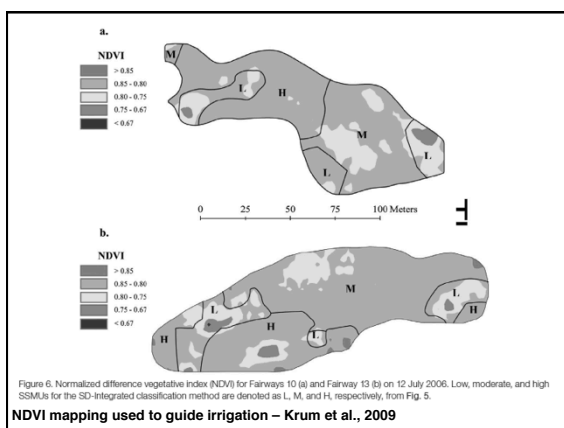 a.
NDVI
> 0.85
0.85 - 0.80
0.80 - 0.75
0.75 - 0.67
< 0.67
M
L
H
M
L
L
0 25 50 75 100 Meters
b.
NDVI
> 0.85
0.85 - 0.80
0.80 - 0.75
0.75 - 0.67
< 0.67
M
L
L
H
H
L
H
Figure 6. Normalized difference vegetative index (NDVI) for Fairways 10 (a) and Fairway 13 (b) on 12 July 2006. Low, moderate, and high
SSMUs for the SD-Integrated classification method are denoted as L, M, and H, respectively, from Fig. 5.
NDVI mapping used to guide irrigation – Krum et al., 2009